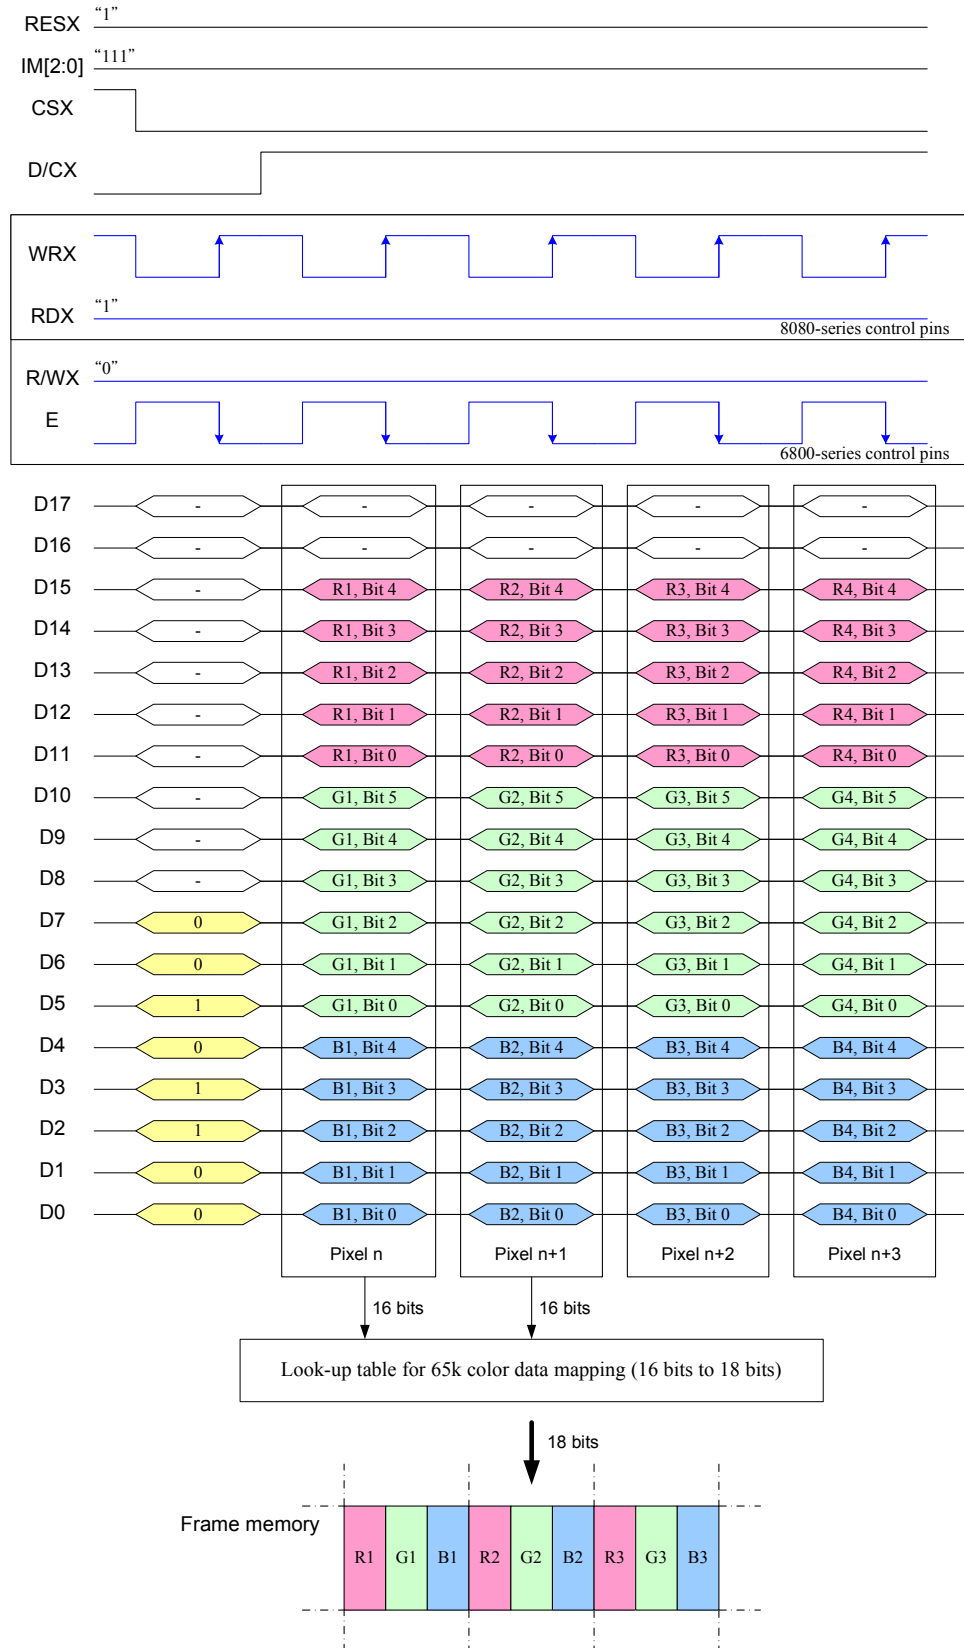 RESX “1”
IM[2:0] “111”
CSX
D/CX
WRX
RDX “1”
8080-series control pins
R/WX “0”
E
6800-series control pins
D17 - - - - -
D16 - - - - -
D15 - R1, Bit 4 R2, Bit 4 R3, Bit 4 R4, Bit 4
D14 - R1, Bit 3 R2, Bit 3 R3, Bit 3 R4, Bit 3
D13 - R1, Bit 2 R2, Bit 2 R3, Bit 2 R4, Bit 2
D12 - R1, Bit 1 R2, Bit 1 R3, Bit 1 R4, Bit 1
D11 - R1, Bit 0 R2, Bit 0 R3, Bit 0 R4, Bit 0
D10 - G1, Bit 5 G2, Bit 5 G3, Bit 5 G4, Bit 5
D9 - G1, Bit 4 G2, Bit 4 G3, Bit 4 G4, Bit 4
D8 - G1, Bit 3 G2, Bit 3 G3, Bit 3 G4, Bit 3
D7 0 G1, Bit 2 G2, Bit 2 G3, Bit 2 G4, Bit 2
D6 0 G1, Bit 1 G2, Bit 1 G3, Bit 1 G4, Bit 1
D5 1 G1, Bit 0 G2, Bit 0 G3, Bit 0 G4, Bit 0
D4 0 B1, Bit 4 B2, Bit 4 B3, Bit 4 B4, Bit 4
D3 1 B1, Bit 3 B2, Bit 3 B3, Bit 3 B4, Bit 3
D2 1 B1, Bit 2 B2, Bit 2 B3, Bit 2 B4, Bit 2
D1 0 B1, Bit 1 B2, Bit 1 B3, Bit 1 B4, Bit 1
D0 0 B1, Bit 0 B2, Bit 0 B3, Bit 0 B4, Bit 0
Pixel n Pixel n+1 Pixel n+2 Pixel n+3
16 bits 16 bits
Look-up table for 65k color data mapping (16 bits to 18 bits)
18 bits
Frame memory
R1 G1 B1 R2 G2 B2 R3 G3 B3